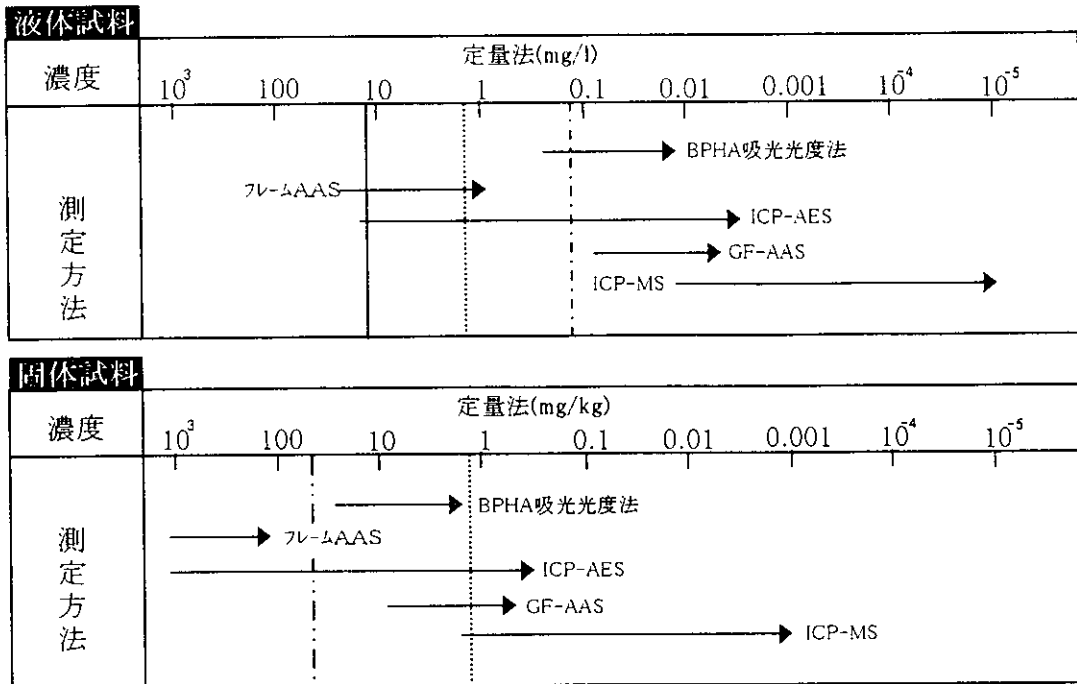 液体試料
定量法(mg/l)
濃度
10³ 100 10 1 0.1 0.01 0.001 10⁻⁴ 10⁻⁵
測定方法
BPHA吸光光度法
フレームAAS
ICP-AES
GF-AAS
ICP-MS
固体試料
定量法(mg/kg)
濃度
10³ 100 10 1 0.1 0.01 0.001 10⁻⁴ 10⁻⁵
測定方法
BPHA吸光光度法
フレームAAS
ICP-AES
GF-AAS
ICP-MS